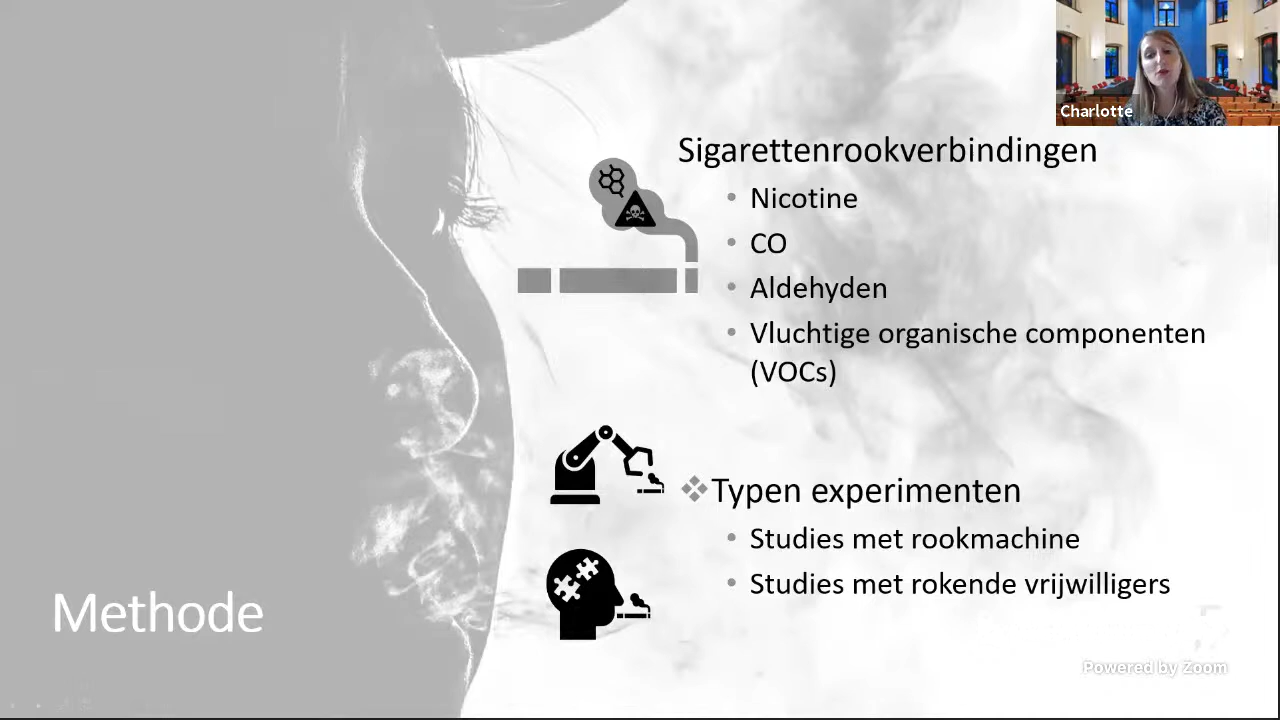 Charlotte
Sigarettenrookverbindingen
• Nicotine
• CO
• Aldehyden
• Vluchtige organische componenten
(VOCs)
❖Typen experimenten
• Studies met rookmachine
• Studies met rokende vrijwilligers
Methode
Powered by Zoom